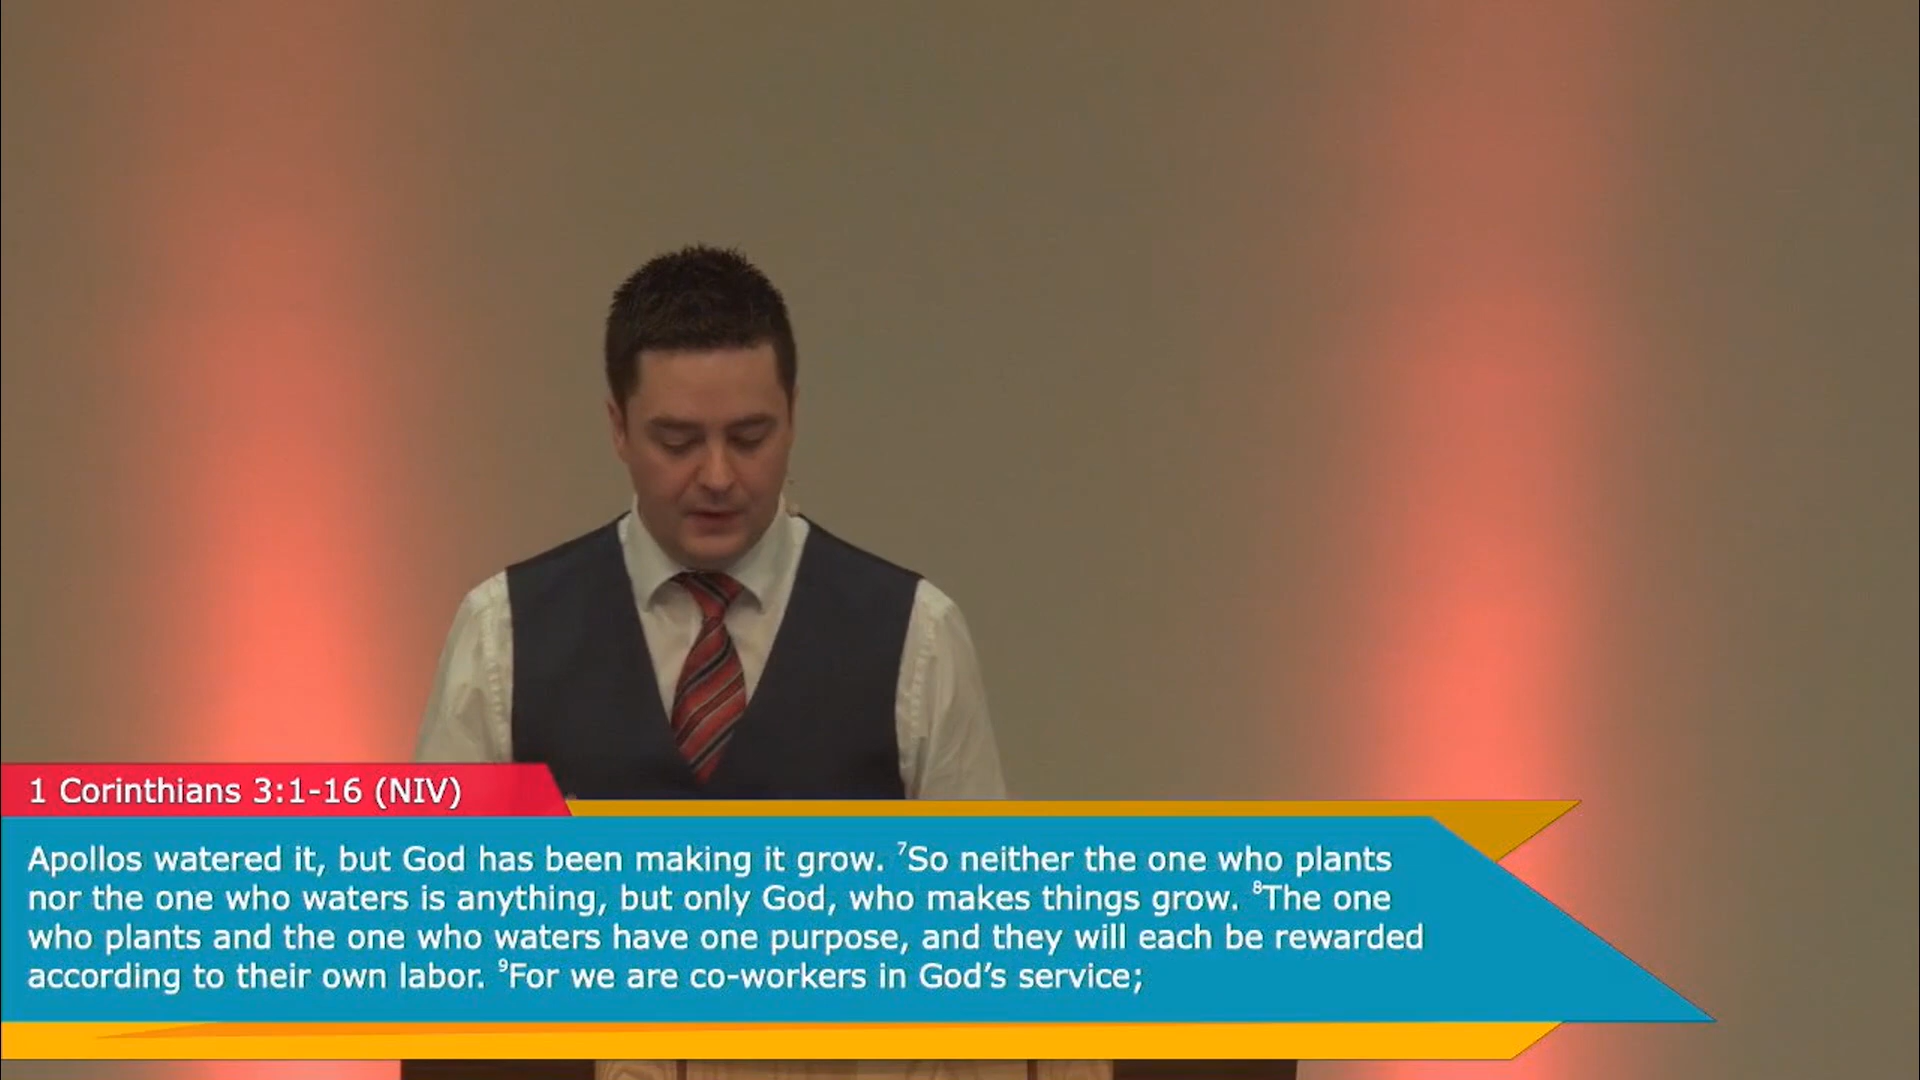 1 Corinthians 3:1-16 (NIV)
Apollos watered it, but God has been making it grow. ⁷So neither the one who plants
nor the one who waters is anything, but only God, who makes things grow. ⁸The one
who plants and the one who waters have one purpose, and they will each be rewarded
according to their own labor. ⁹For we are co-workers in God’s service;